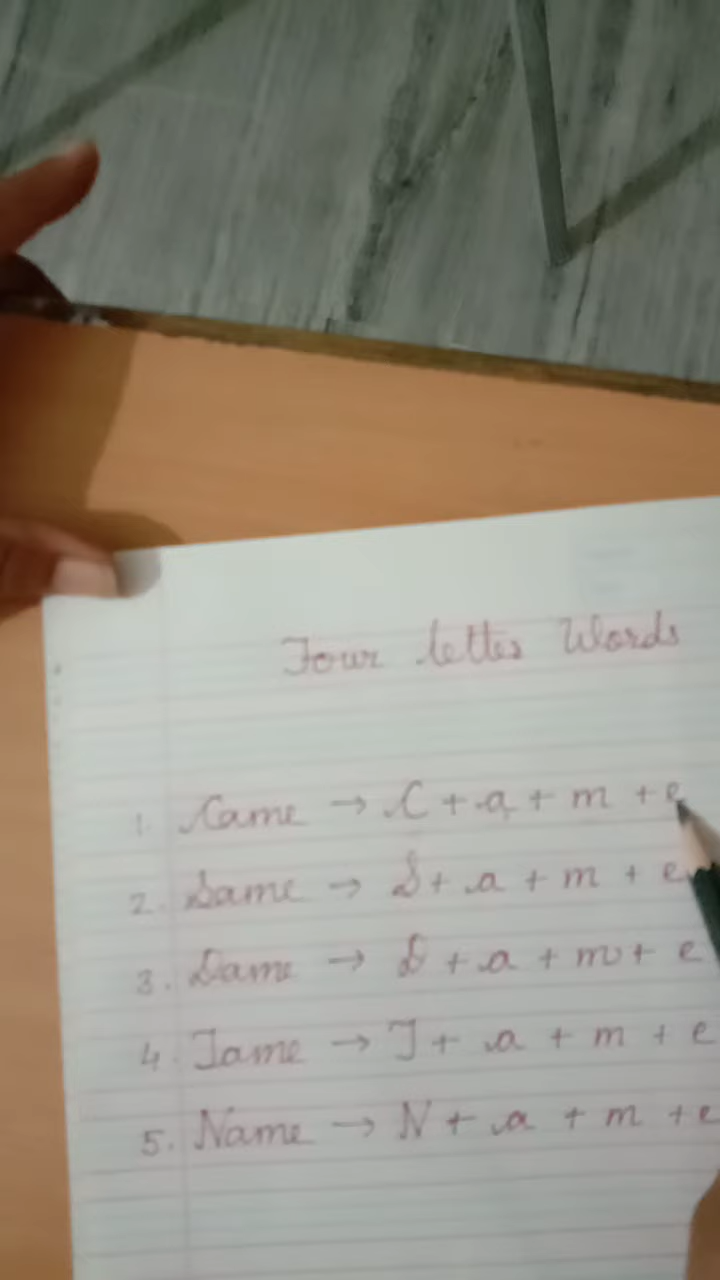 Four letter Words
1. Came → C + a + m + e
2. Same → S + a + m + e
3. Dame → D + a + m + e
4. Tame → T + a + m + e
5. Name → N + a + m + e